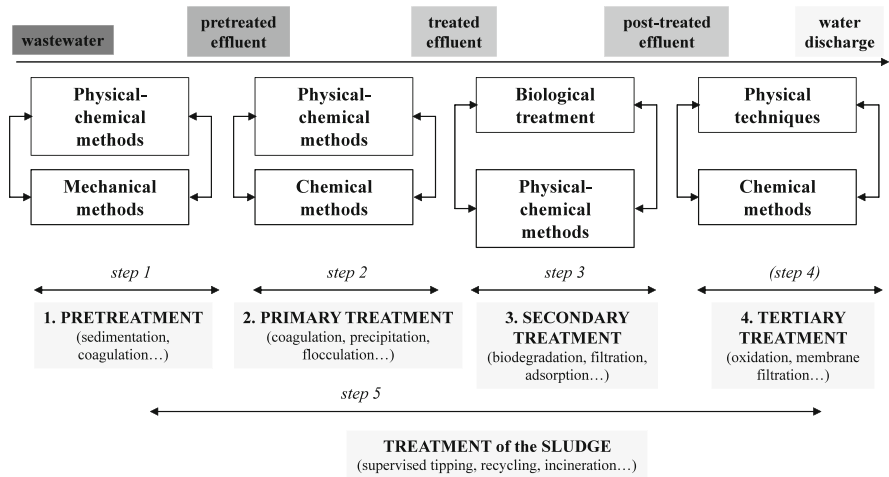 wastewater
pretreated
effluent
treated
effluent
post-treated
effluent
water
discharge
Physical-
chemical
methods
Mechanical
methods
Physical-
chemical
methods
Chemical
methods
Biological
treatment
Physical-
chemical
methods
Physical
techniques
Chemical
methods
step 1
step 2
step 3
(step 4)
1. PRETREATMENT
(sedimentation,
coagulation…)
2. PRIMARY TREATMENT
(coagulation, precipitation,
flocculation…)
3. SECONDARY
TREATMENT
(biodegradation, filtration,
adsorption…)
4. TERTIARY
TREATMENT
(oxidation, membrane
filtration…)
step 5
TREATMENT of the SLUDGE
(supervised tipping, recycling, incineration…)